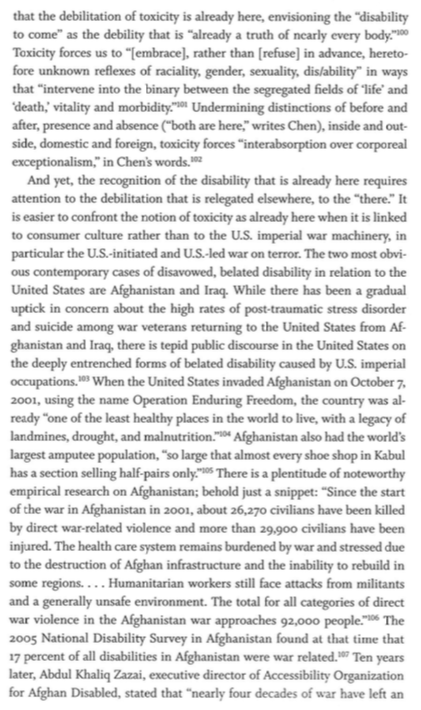 that the debilitation of toxicity is already here, envisioning the “disability
to come” as the debility that is “already a truth of nearly every body.”100
Toxicity forces us to “[embrace], rather than [refuse] in advance, hereto-
fore unknown reflexes of raciality, gender, sexuality, dis/ability” in ways
that “intervene into the binary between the segregated fields of ‘life’ and
‘death,’ vitality and morbidity.”101 Undermining distinctions of before and
after, presence and absence (“both are here,” writes Chen), inside and out-
side, domestic and foreign, toxicity forces “interabsorption over corporeal
exceptionalism,” in Chen’s words.102
And yet, the recognition of the disability that is already here requires
attention to the debilitation that is relegated elsewhere, to the “there.” It
is easier to confront the notion of toxicity as already here when it is linked
to consumer culture rather than to the U.S. imperial war machinery, in
particular the U.S.-initiated and U.S.-led war on terror. The two most obvi-
ous contemporary cases of disavowed, belated disability in relation to the
United States are Afghanistan and Iraq. While there has been a gradual
uptick in concern about the high rates of post-traumatic stress disorder
and suicide among war veterans returning to the United States from Af-
ghanistan and Iraq, there is tepid public discourse in the United States on
the deeply entrenched forms of belated disability caused by U.S. imperial
occupations.103 When the United States invaded Afghanistan on October 7,
2001, using the name Operation Enduring Freedom, the country was al-
ready “one of the least healthy places in the world to live, with a legacy of
landmines, drought, and malnutrition.”104 Afghanistan also had the world’s
largest amputee population, “so large that almost every shoe shop in Kabul
has a section selling half-pairs only.”105 There is a plentitude of noteworthy
empirical research on Afghanistan; behold just a snippet: “Since the start
of the war in Afghanistan in 2001, about 26,270 civilians have been killed
by direct war-related violence and more than 29,900 civilians have been
injured. The health care system remains burdened by war and stressed due
to the destruction of Afghan infrastructure and the inability to rebuild in
some regions. . . . Humanitarian workers still face attacks from militants
and a generally unsafe environment. The total for all categories of direct
war violence in the Afghanistan war approaches 92,000 people.”106 The
2005 National Disability Survey in Afghanistan found at that time that
17 percent of all disabilities in Afghanistan were war related.107 Ten years
later, Abdul Khaliq Zazai, executive director of Accessibility Organization
for Afghan Disabled, stated that “nearly four decades of war have left an